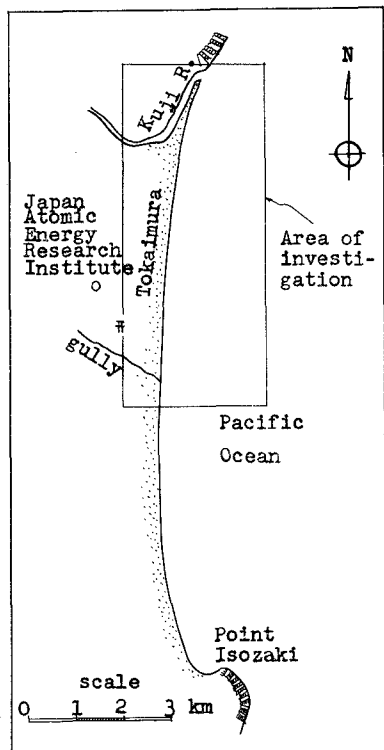 N
Kuji R.
Japan
Atomic
Energy
Research
Institute
Tokaimura
Area of
investi-
gation
gully
Pacific
Ocean
Point
Isozaki
scale
0 1 2 3 km